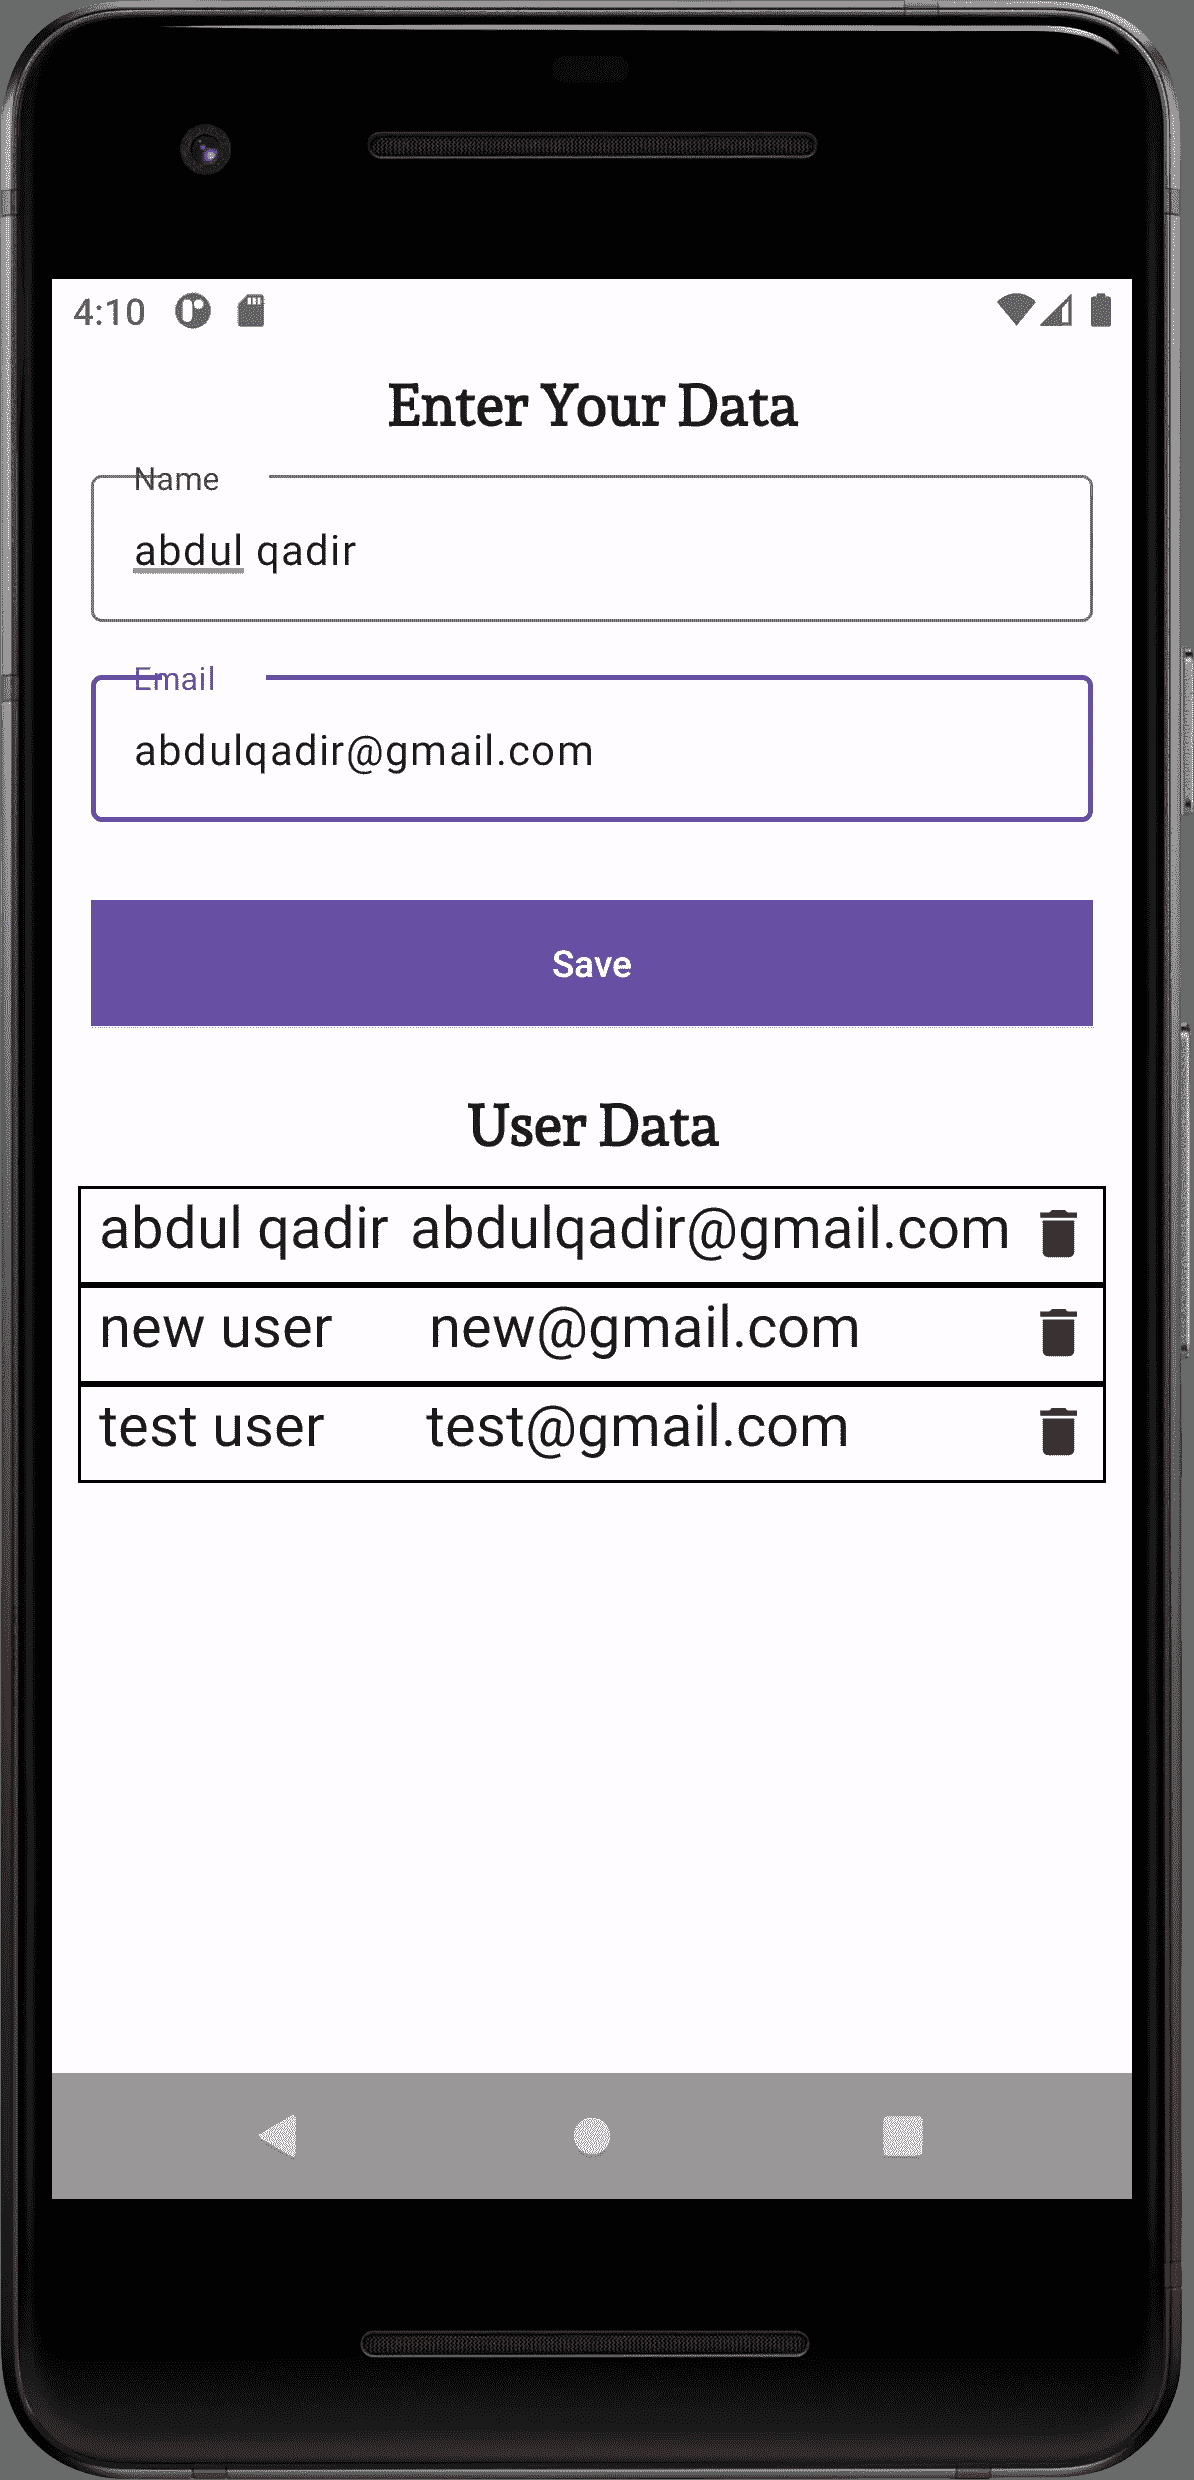 4:10
Enter Your Data
Name
abdul qadir
Email
abdulqadir@gmail.com
Save
User Data
abdul qadir abdulqadir@gmail.com
new user new@gmail.com
test user test@gmail.com